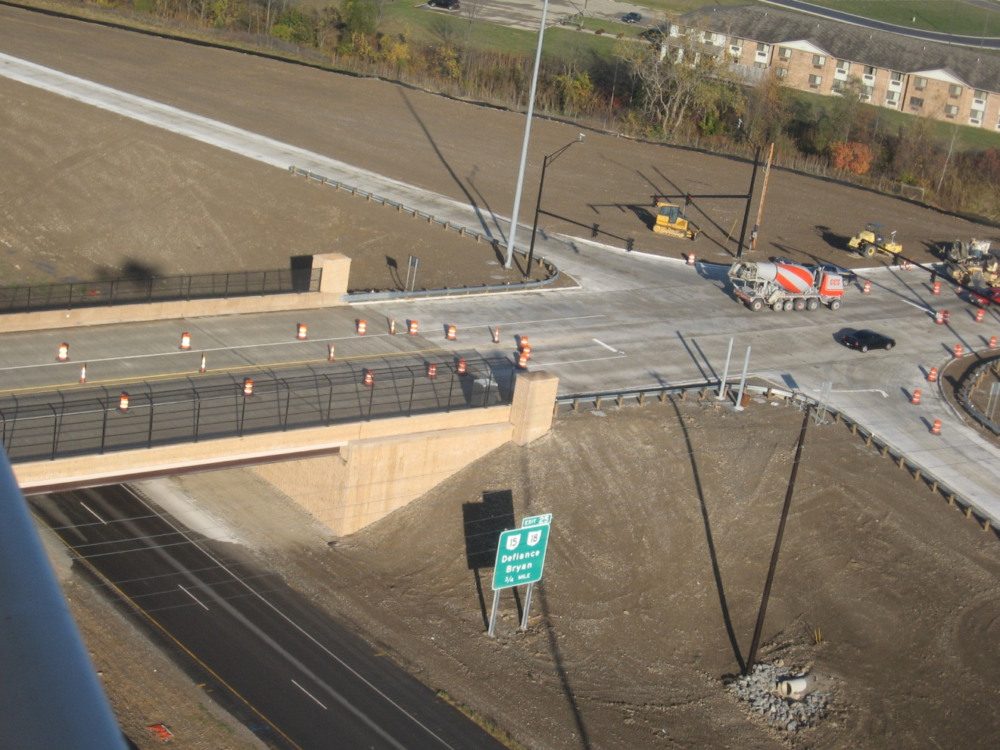 EXIT 25
15 18
Defiance
Bryan
3/4 MILE